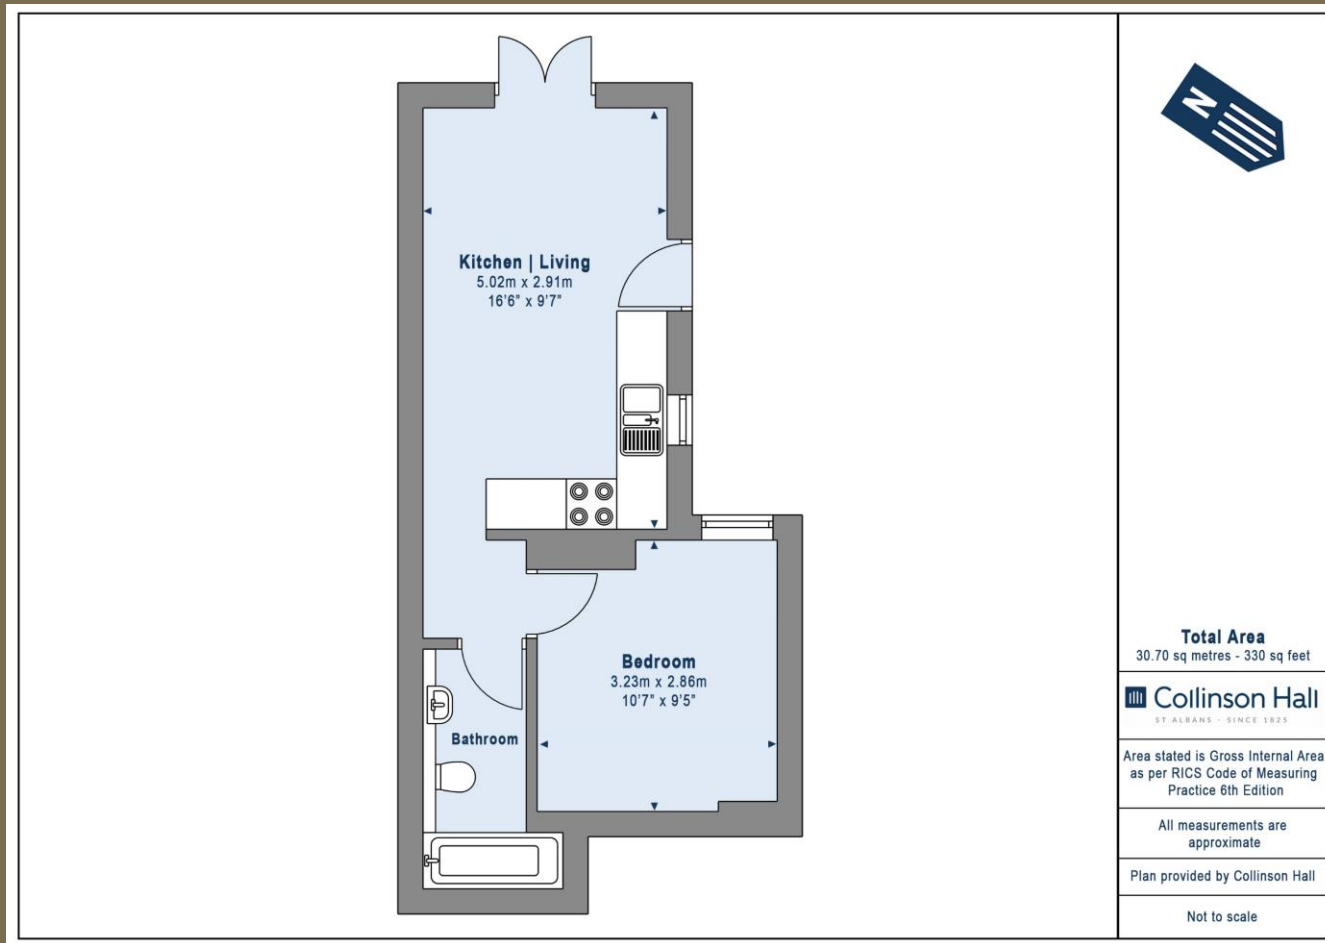 N
Kitchen | Living
5.02m x 2.91m
16'6" x 9'7"
Bedroom
3.23m x 2.86m
10'7" x 9'5"
Bathroom
Total Area
30.70 sq metres - 330 sq feet
Collinson Hall
ST ALBANS - SINCE 1825
Area stated is Gross Internal Area
as per RICS Code of Measuring
Practice 6th Edition
All measurements are
approximate
Plan provided by Collinson Hall
Not to scale